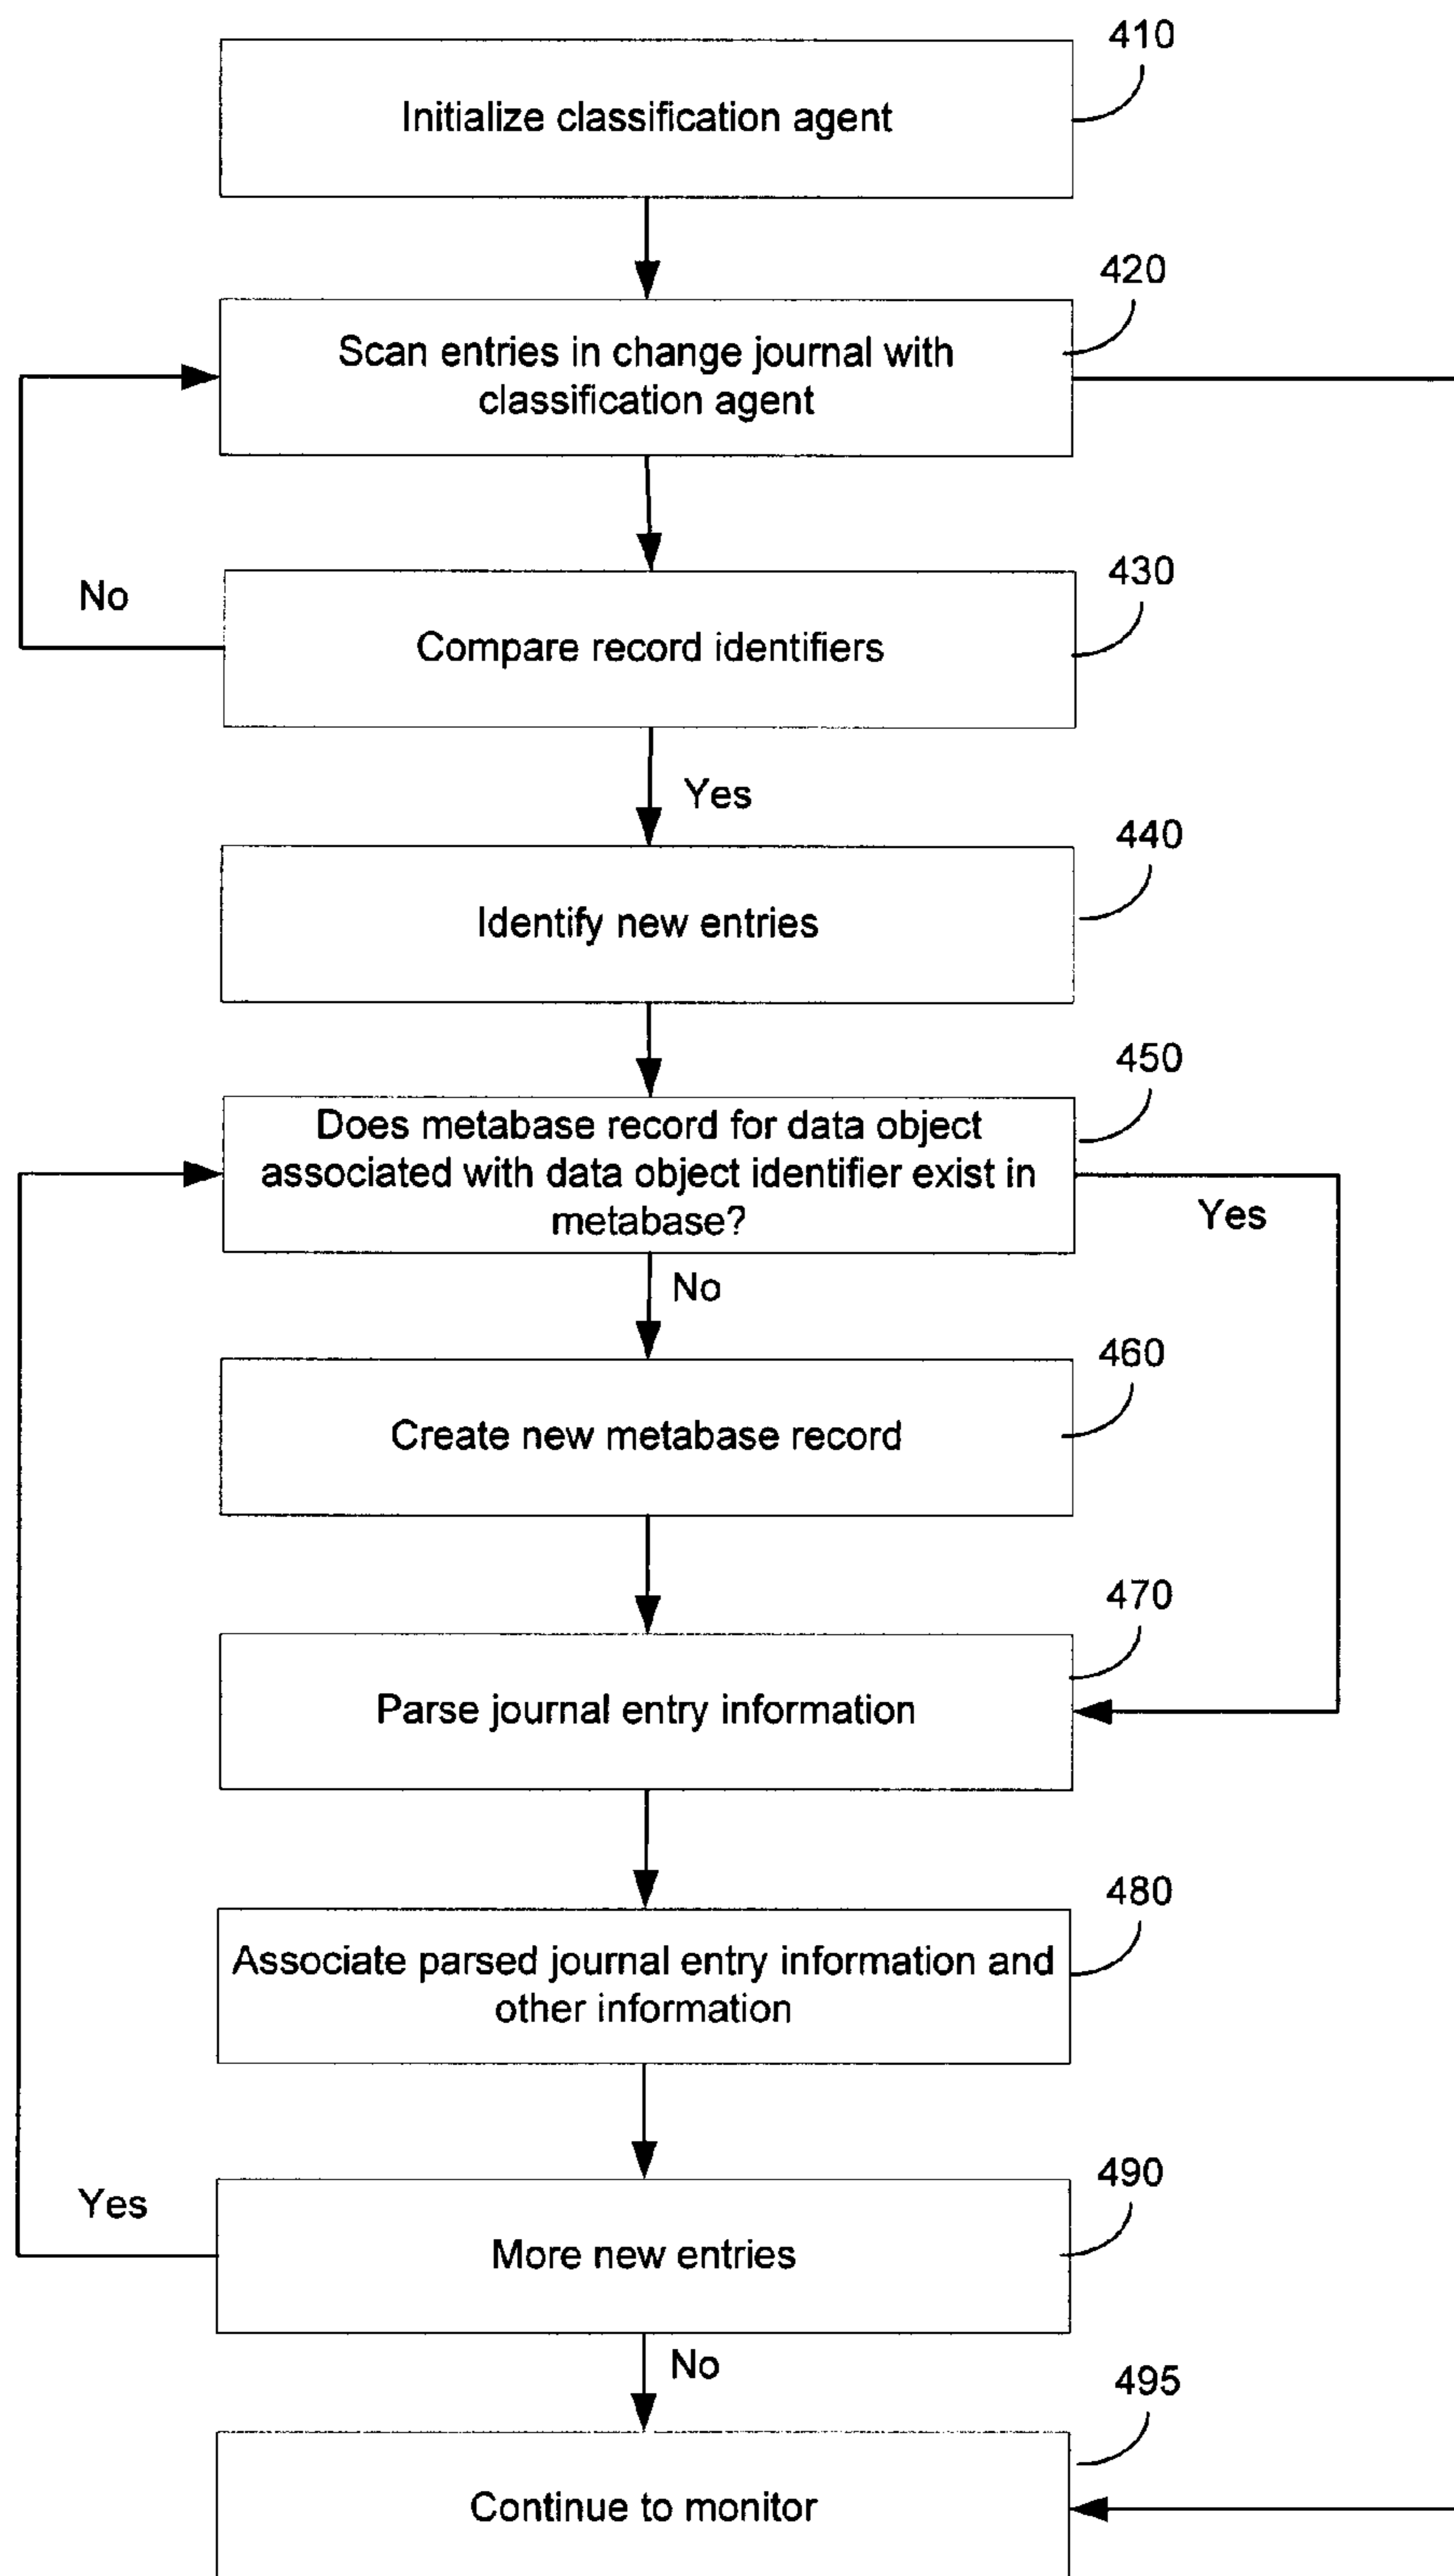 410
Initialize classification agent
420
Scan entries in change journal with
classification agent
430
No
Compare record identifiers
Yes
440
Identify new entries
450
Does metabase record for data object
associated with data object identifier exist in
metabase?
Yes
No
460
Create new metabase record
470
Parse journal entry information
480
Associate parsed journal entry information and
other information
490
Yes
More new entries
No
495
Continue to monitor